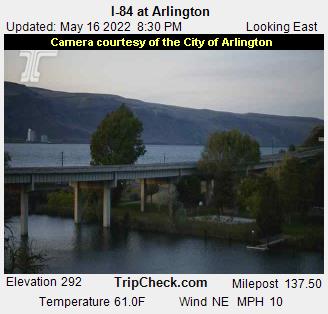 I-84 at Arlington
Updated: May 16 2022 8:30 PM Looking East
Camera courtesy of the City of Arlington
Elevation 292 TripCheck.com Milepost 137.50
Temperature 61.0F Wind NE MPH 10